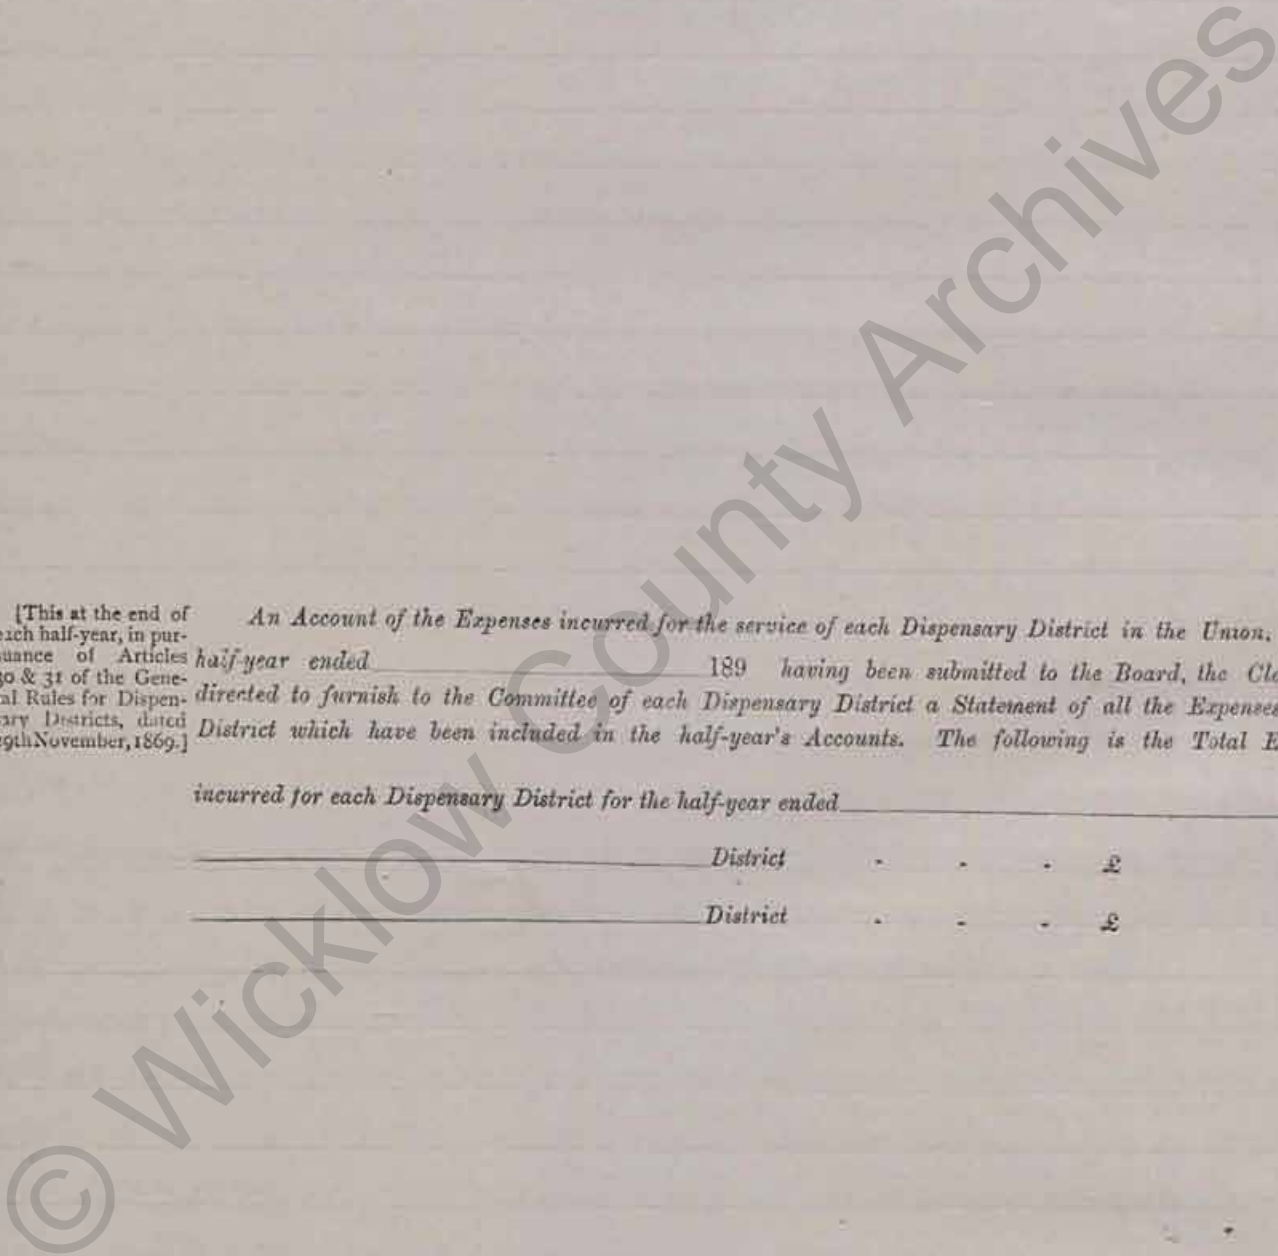 [This at the end of
each half-year, in pur-
suance of Articles
30 & 31 of the Gene-
ral Rules for Dispen-
sary Districts, dated
29th November, 1869.]
An Account of the Expenses incurred for the service of each Dispensary District in the Union,
half-year ended 189 having been submitted to the Board, the Cle
directed to furnish to the Committee of each Dispensary District a Statement of all the Expenses
District which have been included in the half-year's Accounts. The following is the Total E
incurred for each Dispensary District for the half-year ended
District - - - £
District - - - £
© Wicklow County Archives